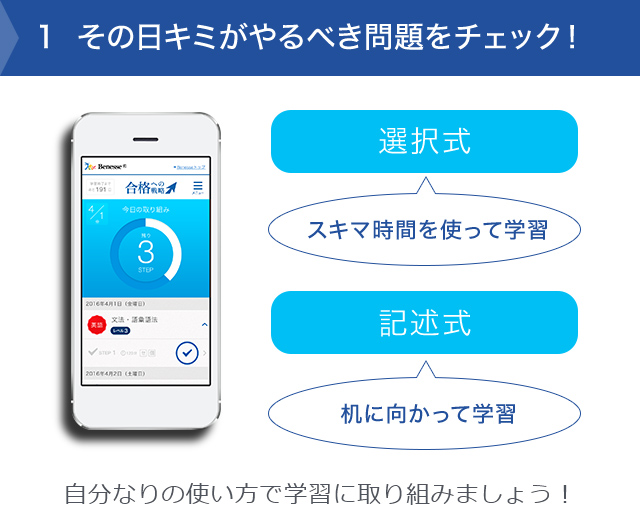 1 その日キミがやるべき問題をチェック！
Benesse®
合格への戦略
191
メニュー
4/1
今日の取り組み
残り
3
STEP
2016年4月1日（金曜日）
英語
文法・語彙語法
レベル3
STEP 1
2016年4月2日（土曜日）
選択式
スキマ時間を使って学習
記述式
机に向かって学習
自分なりの使い方で学習に取り組みましょう！